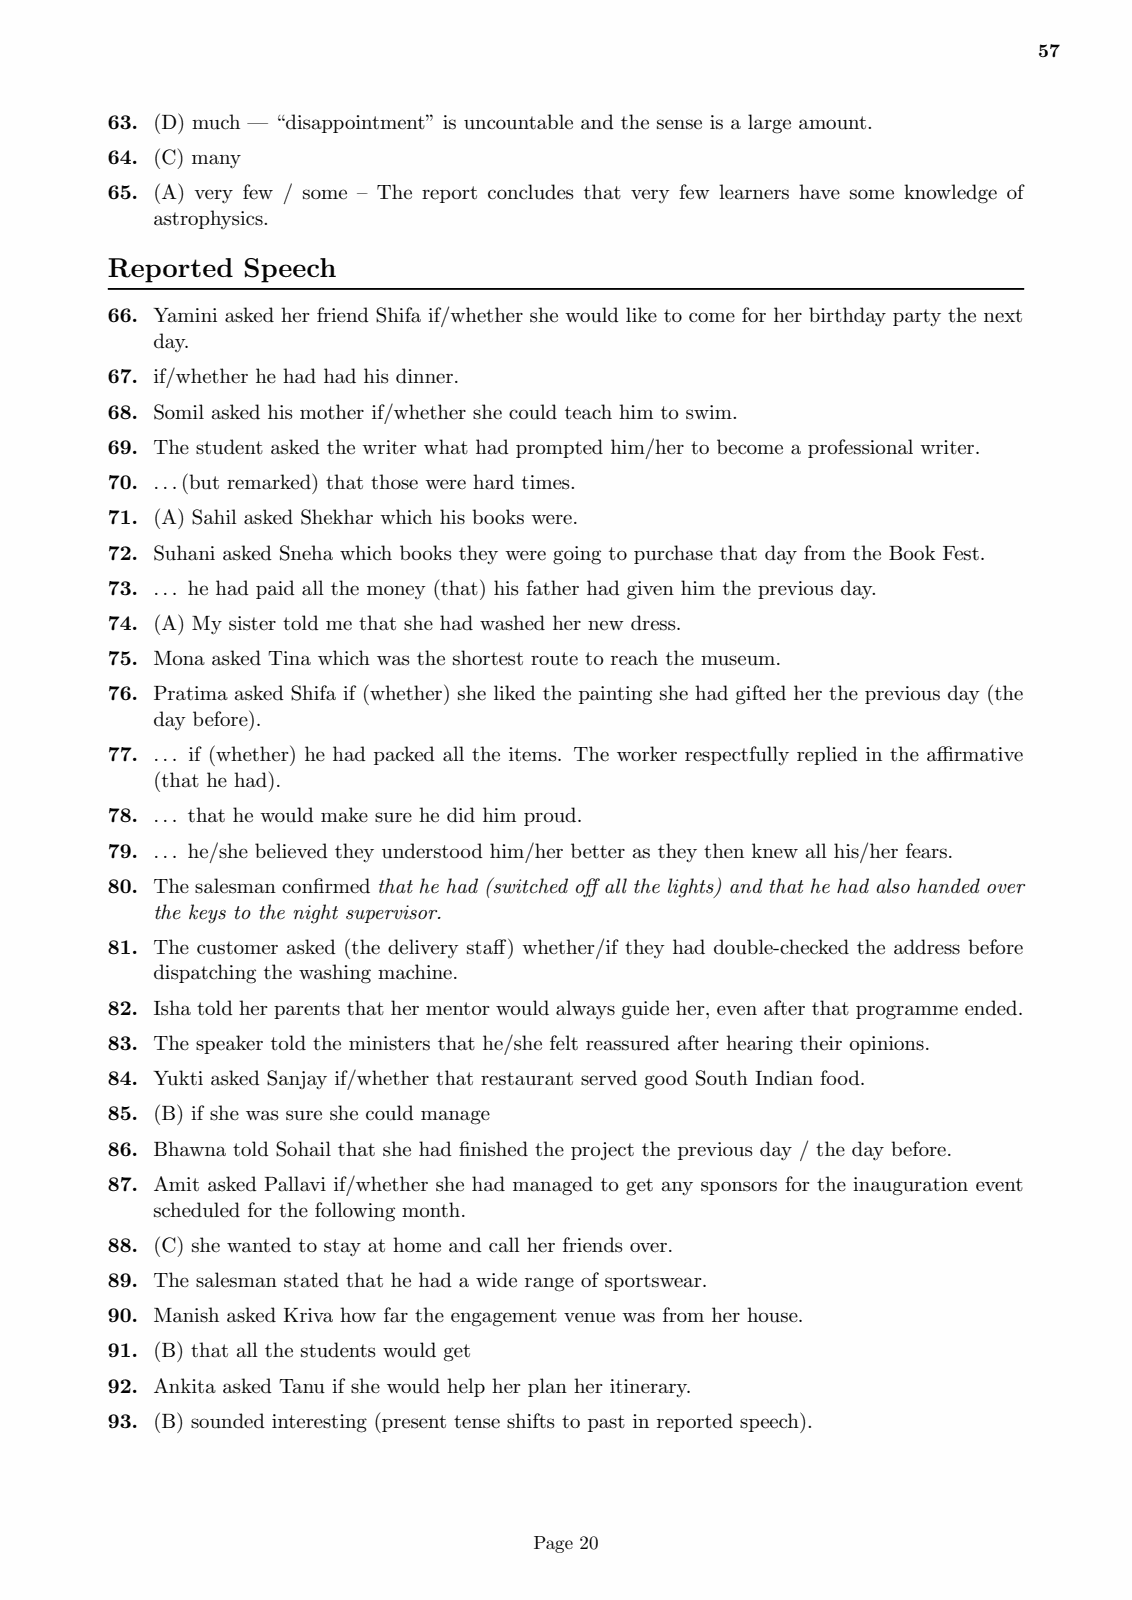 57
63. (D) much — “disappointment” is uncountable and the sense is a large amount.
64. (C) many
65. (A) very few / some – The report concludes that very few learners have some knowledge of
astrophysics.
Reported Speech
66. Yamini asked her friend Shifa if/whether she would like to come for her birthday party the next
day.
67. if/whether he had had his dinner.
68. Somil asked his mother if/whether she could teach him to swim.
69. The student asked the writer what had prompted him/her to become a professional writer.
70. ...(but remarked) that those were hard times.
71. (A) Sahil asked Shekhar which his books were.
72. Suhani asked Sneha which books they were going to purchase that day from the Book Fest.
73. ... he had paid all the money (that) his father had given him the previous day.
74. (A) My sister told me that she had washed her new dress.
75. Mona asked Tina which was the shortest route to reach the museum.
76. Pratima asked Shifa if (whether) she liked the painting she had gifted her the previous day (the
day before).
77. ... if (whether) he had packed all the items. The worker respectfully replied in the affirmative
(that he had).
78. ... that he would make sure he did him proud.
79. ... he/she believed they understood him/her better as they then knew all his/her fears.
80. The salesman confirmed that he had (switched off all the lights) and that he had also handed over
the keys to the night supervisor.
81. The customer asked (the delivery staff) whether/if they had double-checked the address before
dispatching the washing machine.
82. Isha told her parents that her mentor would always guide her, even after that programme ended.
83. The speaker told the ministers that he/she felt reassured after hearing their opinions.
84. Yukti asked Sanjay if/whether that restaurant served good South Indian food.
85. (B) if she was sure she could manage
86. Bhawna told Sohail that she had finished the project the previous day / the day before.
87. Amit asked Pallavi if/whether she had managed to get any sponsors for the inauguration event
scheduled for the following month.
88. (C) she wanted to stay at home and call her friends over.
89. The salesman stated that he had a wide range of sportswear.
90. Manish asked Kriva how far the engagement venue was from her house.
91. (B) that all the students would get
92. Ankita asked Tanu if she would help her plan her itinerary.
93. (B) sounded interesting (present tense shifts to past in reported speech).
Page 20